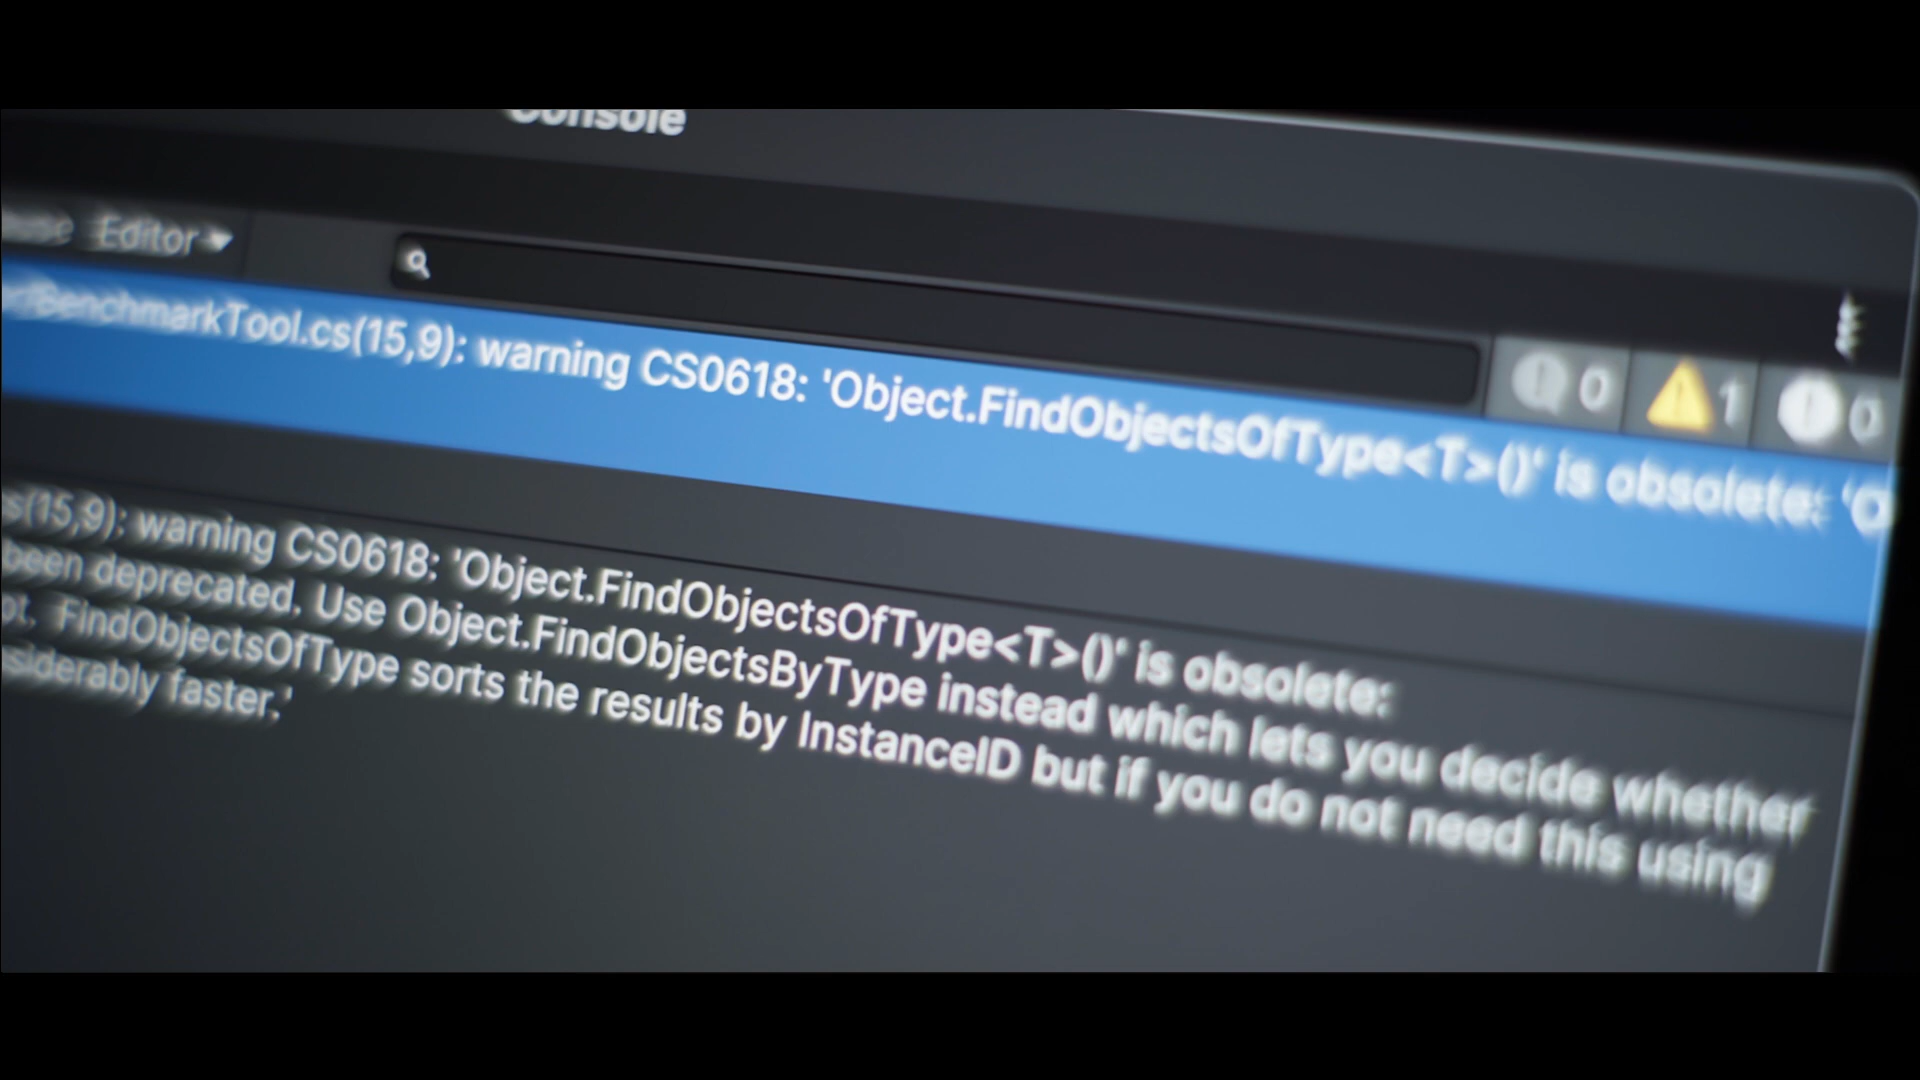 Console
Editor
0
1
0
BenchmarkTool.cs(15,9): warning CS0618: 'Object.FindObjectsOfType<T>()' is obsolete: 'O
s(15,9): warning CS0618: 'Object.FindObjectsOfType<T>()' is obsolete:
been deprecated. Use Object.FindObjectsByType instead which lets you decide whether
pt. FindObjectsOfType sorts the results by InstanceID but if you do not need this using
siderably faster.'